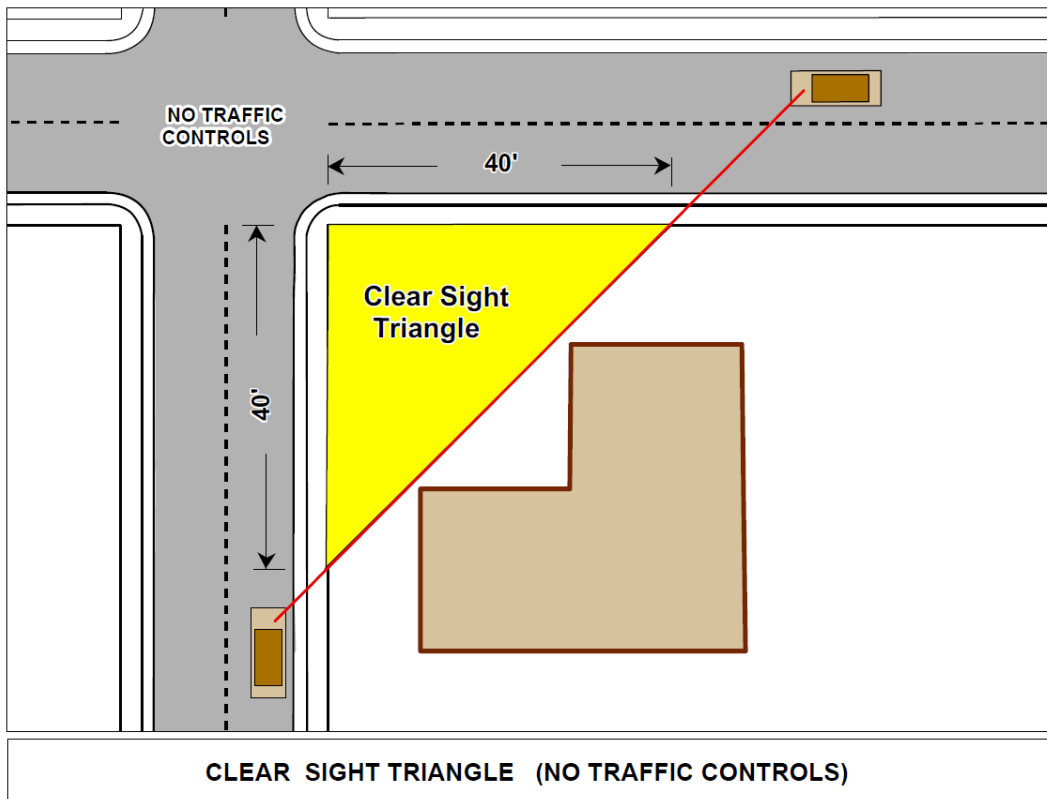 NO TRAFFIC
CONTROLS
40'
Clear Sight
Triangle
40'
CLEAR SIGHT TRIANGLE (NO TRAFFIC CONTROLS)